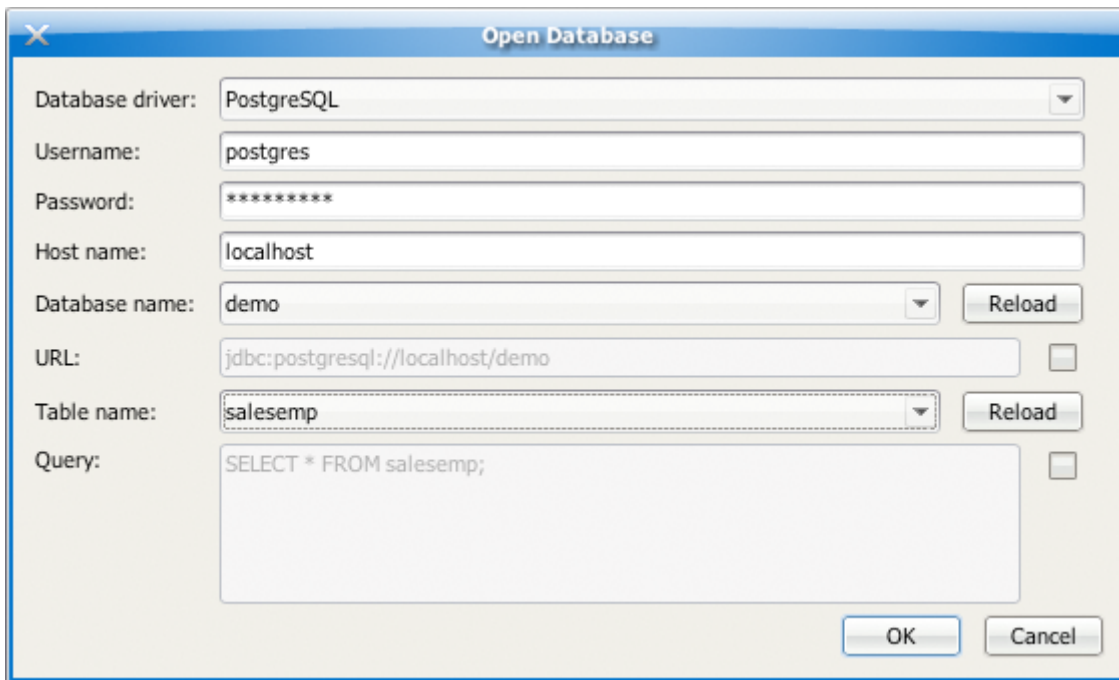 Open Database
Database driver: PostgreSQL
Username: postgres
Password: *********
Host name: localhost
Database name: demo Reload
URL: jdbc:postgresql://localhost/demo
Table name: salesemp Reload
Query: SELECT * FROM salesemp;
OK Cancel